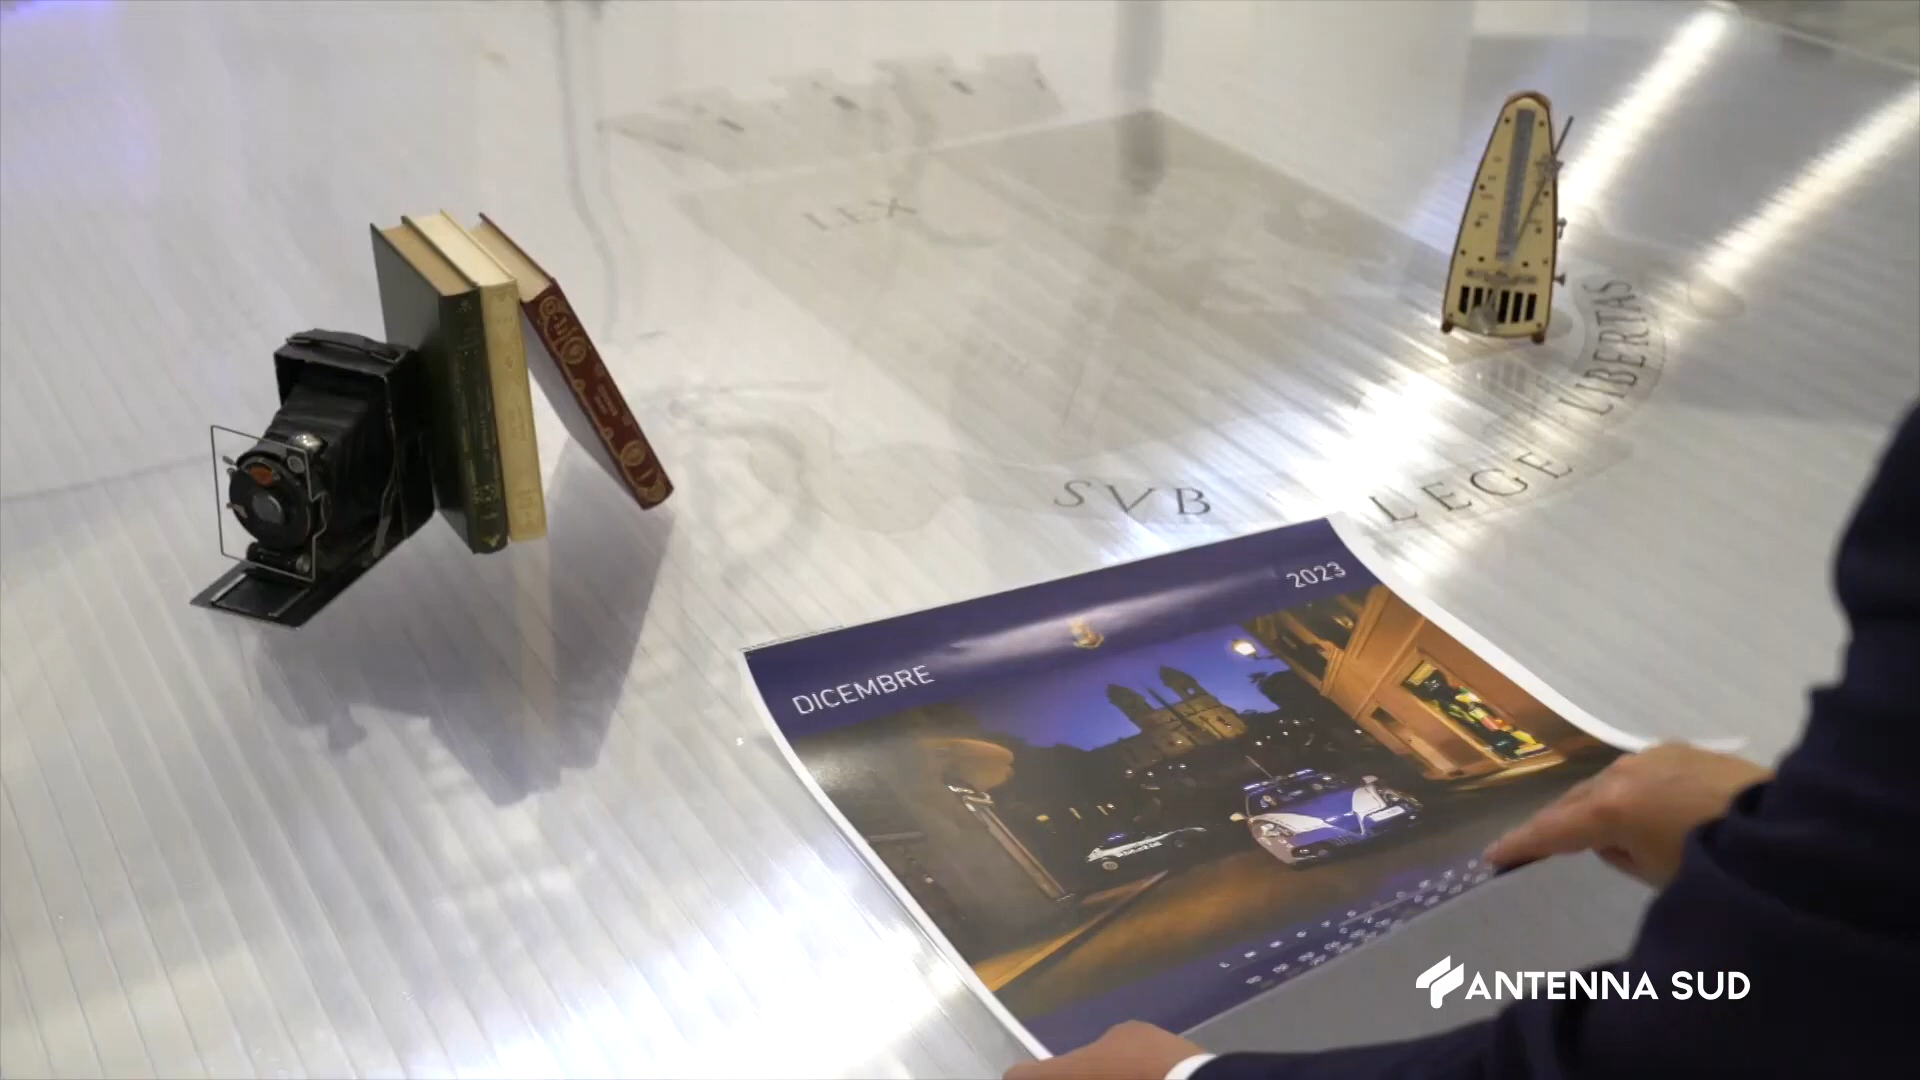 LEX
SVB LEGE LIBERTAS
2023
DICEMBRE
ANTENNA SUD